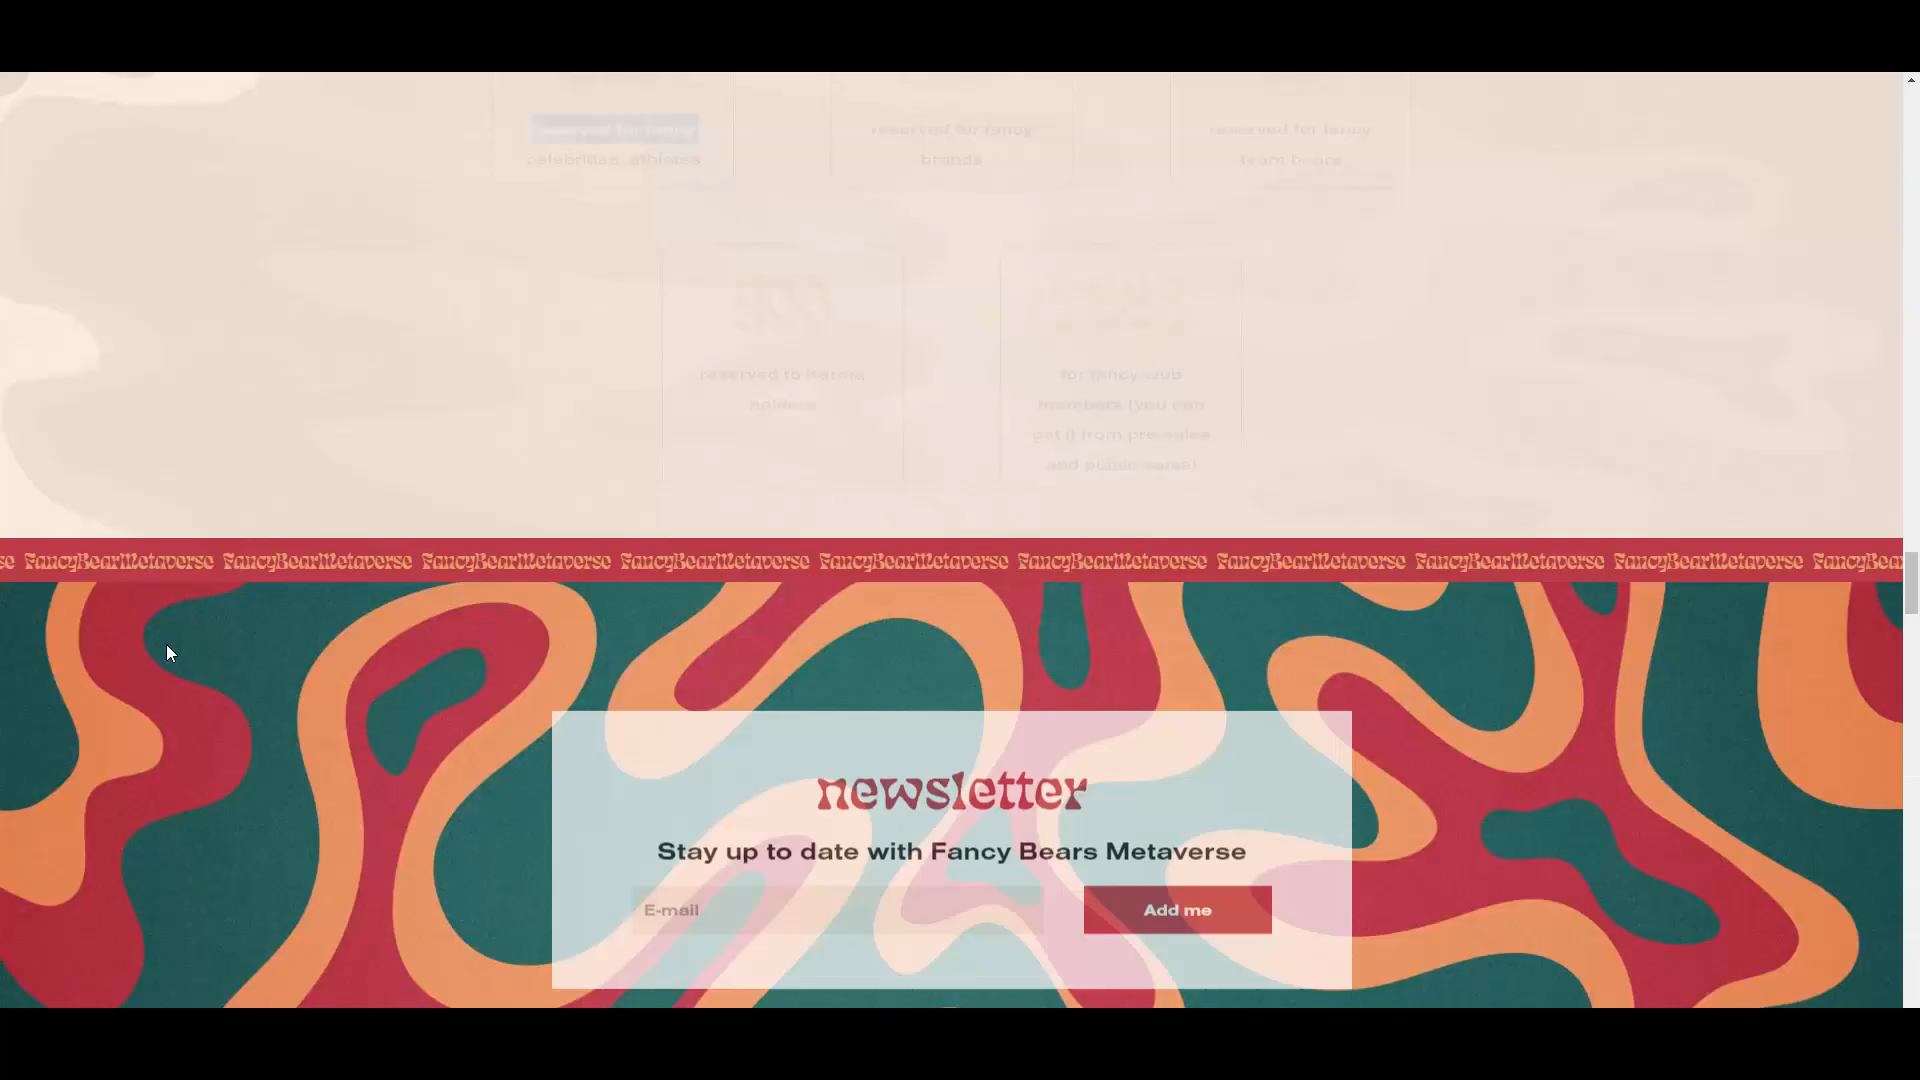 reserved for fancy
celebrities, athletes
reserved for fancy
brands
reserved for fancy
team bears
reserved to
holders
for fancy club
members (you can
get it from pre-sales
and public sales)
se FancyBearMetaverse FancyBearMetaverse FancyBearMetaverse FancyBearMetaverse FancyBearMetaverse FancyBearMetaverse FancyBearMetaverse FancyBearMetaverse FancyBearMetaverse FancyBear
newsletter
Stay up to date with Fancy Bears Metaverse
E-mail
Add me